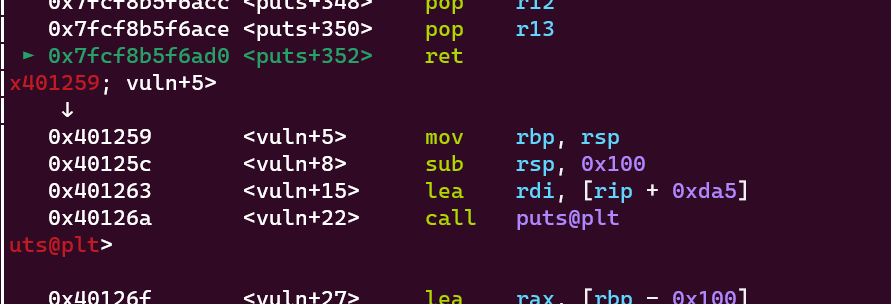 0x7fcf8b5f6acc <puts+348> pop r12
0x7fcf8b5f6ace <puts+350> pop r13
► 0x7fcf8b5f6ad0 <puts+352> ret
x401259; vuln+5>
↓
0x401259 <vuln+5> mov rbp, rsp
0x40125c <vuln+8> sub rsp, 0x100
0x401263 <vuln+15> lea rdi, [rip + 0xda5]
0x40126a <vuln+22> call puts@plt
uts@plt>
0x40126f <vuln+27> lea rax, [rbp - 0x100]